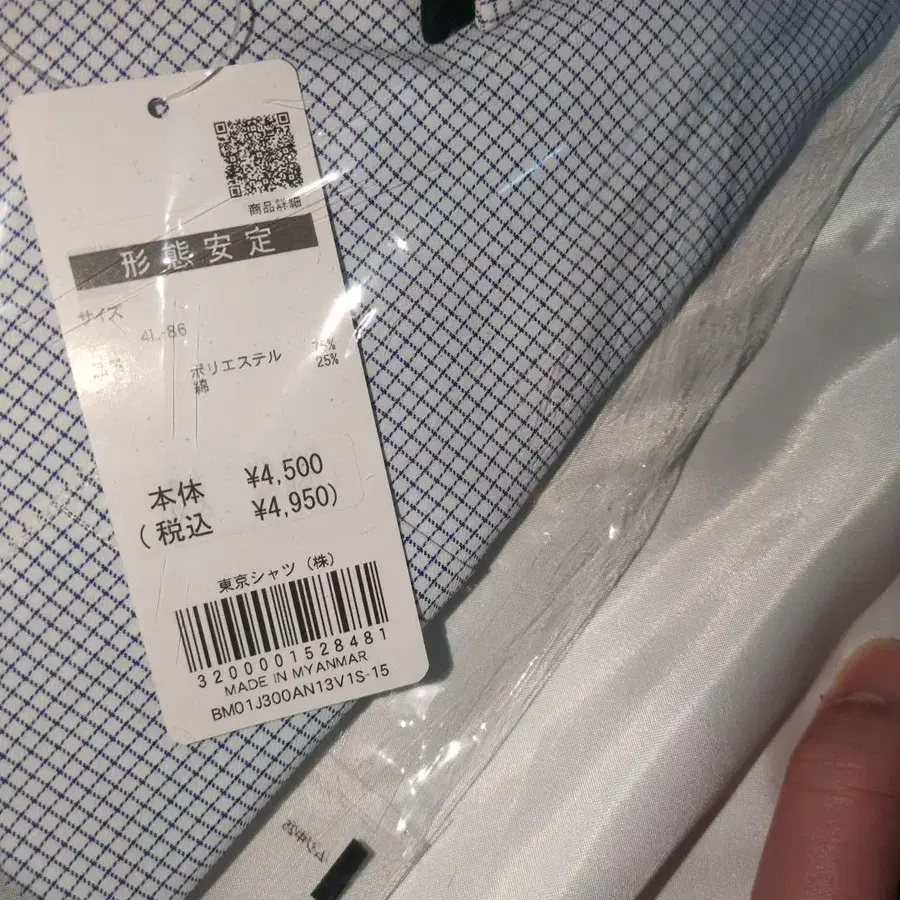 商品詳細
形態安定
サイズ
4L-86
ポリエステル 75%
綿 25%
本体 ¥4,500
(税込 ¥4,950)
東京シャツ(株)
3200001528481
MADE IN MYANMAR
BM01J300AN13V1S-15